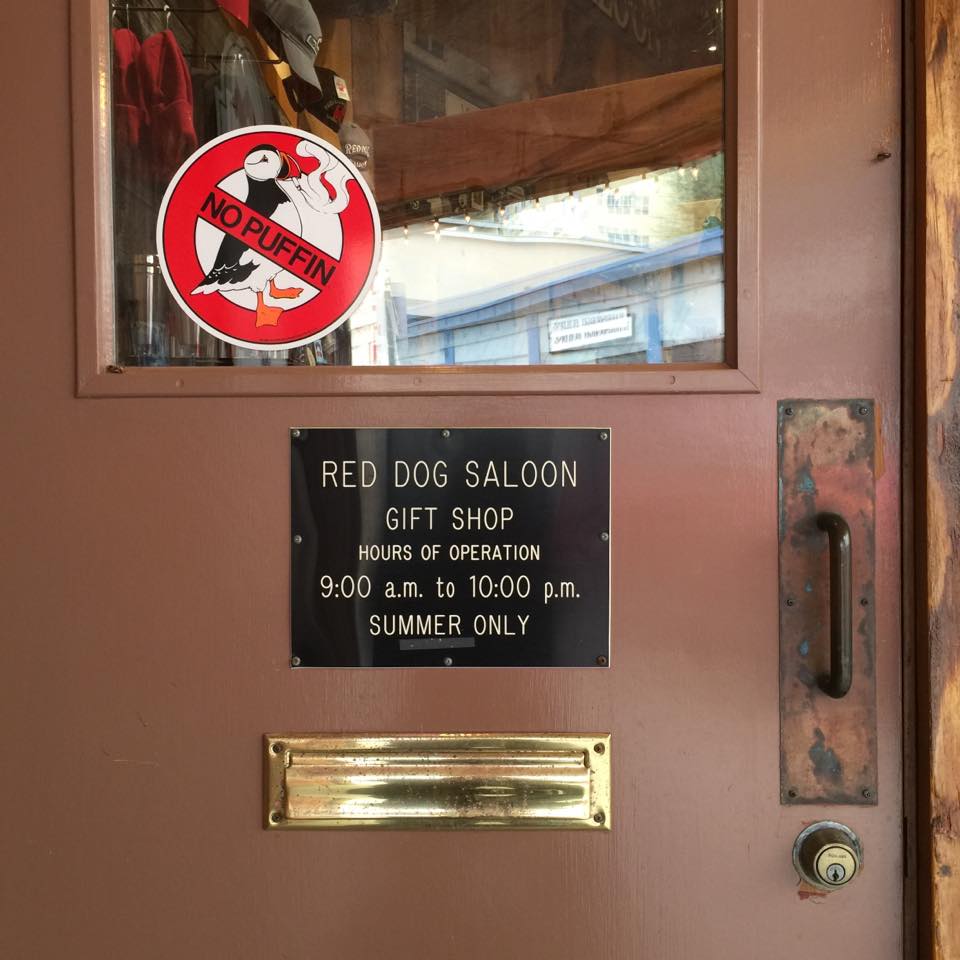 NO PUFFIN
RED DOG SALOON
GIFT SHOP
HOURS OF OPERATION
9:00 a.m. to 10:00 p.m.
SUMMER ONLY